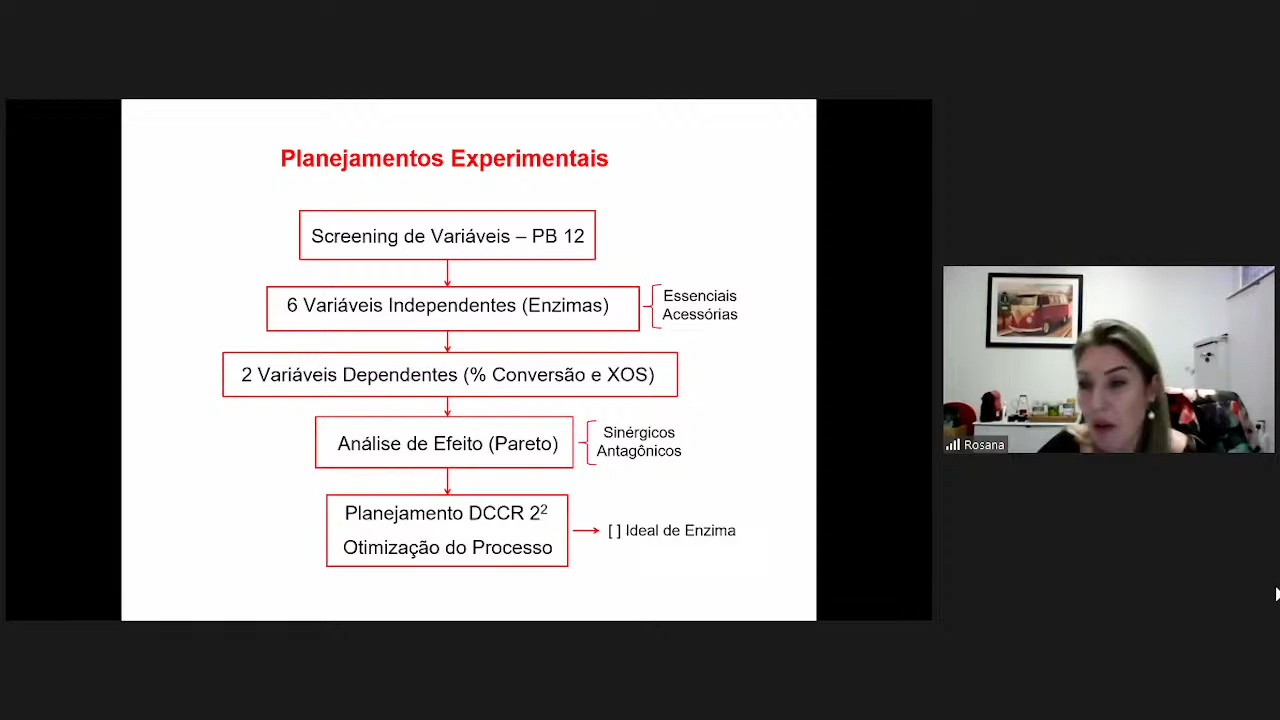 Planejamentos Experimentais
Screening de Variáveis – PB 12
6 Variáveis Independentes (Enzimas)
Essenciais
Acessórias
2 Variáveis Dependentes (% Conversão e XOS)
Análise de Efeito (Pareto)
Sinérgicos
Antagônicos
Planejamento DCCR 2²
Otimização do Processo
[ ] Ideal de Enzima
Rosana